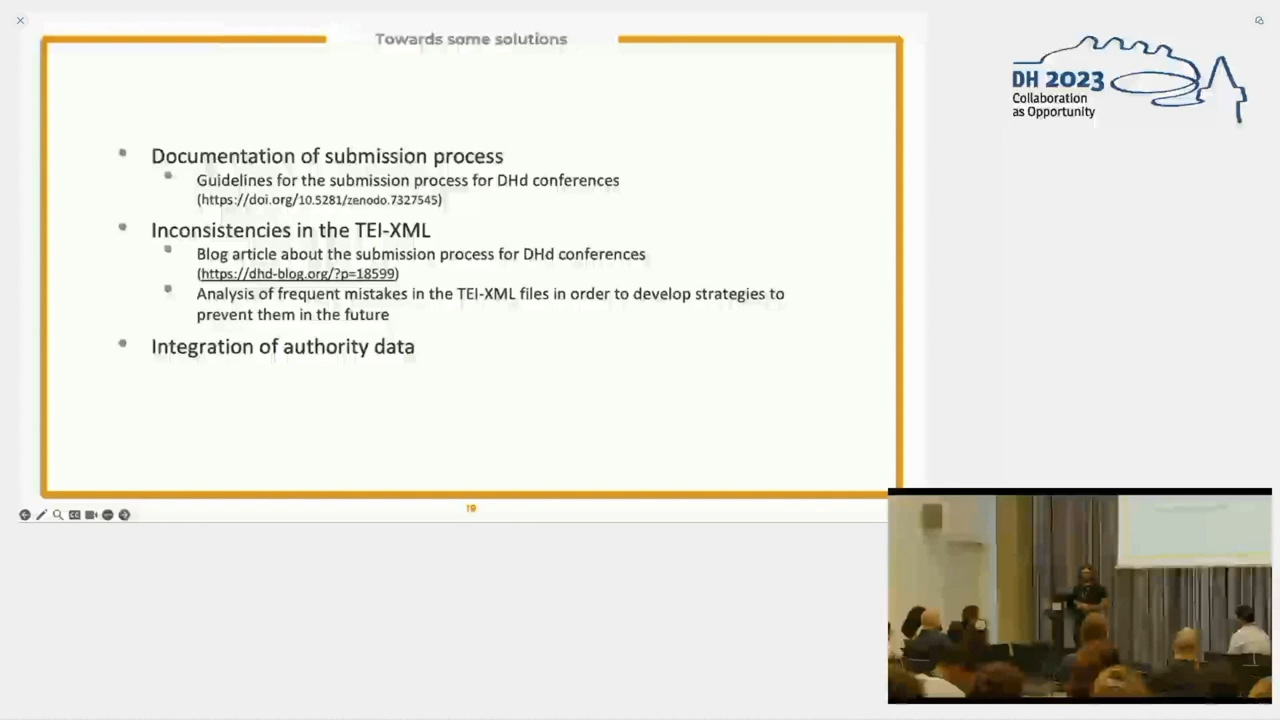 Towards some solutions
DH 2023
Collaboration
as Opportunity
Documentation of submission process
Guidelines for the submission process for DHd conferences
(https://doi.org/10.5281/zenodo.7327545)
Inconsistencies in the TEI-XML
Blog article about the submission process for DHd conferences
(https://dhd-blog.org/?p=18599)
Analysis of frequent mistakes in the TEI-XML files in order to develop strategies to
prevent them in the future
Integration of authority data
19